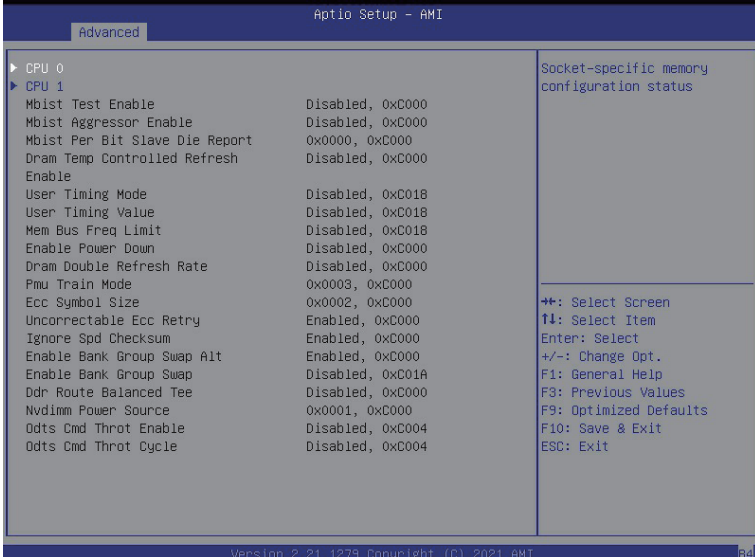 Aptio Setup – AMI
Advanced
CPU 0
CPU 1
Mbist Test Enable Disabled, 0xC000
Mbist Aggressor Enable Disabled, 0xC000
Mbist Per Bit Slave Die Report 0x0000, 0xC000
Dram Temp Controlled Refresh Disabled, 0xC000
Enable
User Timing Mode Disabled, 0xC018
User Timing Value Disabled, 0xC018
Mem Bus Freq Limit Disabled, 0xC018
Enable Power Down Disabled, 0xC000
Dram Double Refresh Rate Disabled, 0xC000
Pmu Train Mode 0x0003, 0xC000
Ecc Symbol Size 0x0002, 0xC000
Uncorrectable Ecc Retry Enabled, 0xC000
Ignore Spd Checksum Enabled, 0xC000
Enable Bank Group Swap Alt Enabled, 0xC000
Enable Bank Group Swap Disabled, 0xC01A
Ddr Route Balanced Tee Disabled, 0xC000
Nvdimm Power Source 0x0001, 0xC000
Odts Cmd Throt Enable Disabled, 0xC004
Odts Cmd Throt Cycle Disabled, 0xC004
Socket-specific memory
configuration status
→←: Select Screen
↑↓: Select Item
Enter: Select
+/-: Change Opt.
F1: General Help
F3: Previous Values
F9: Optimized Defaults
F10: Save & Exit
ESC: Exit
Version 2.21.1279 Copyright (C) 2021 AMI